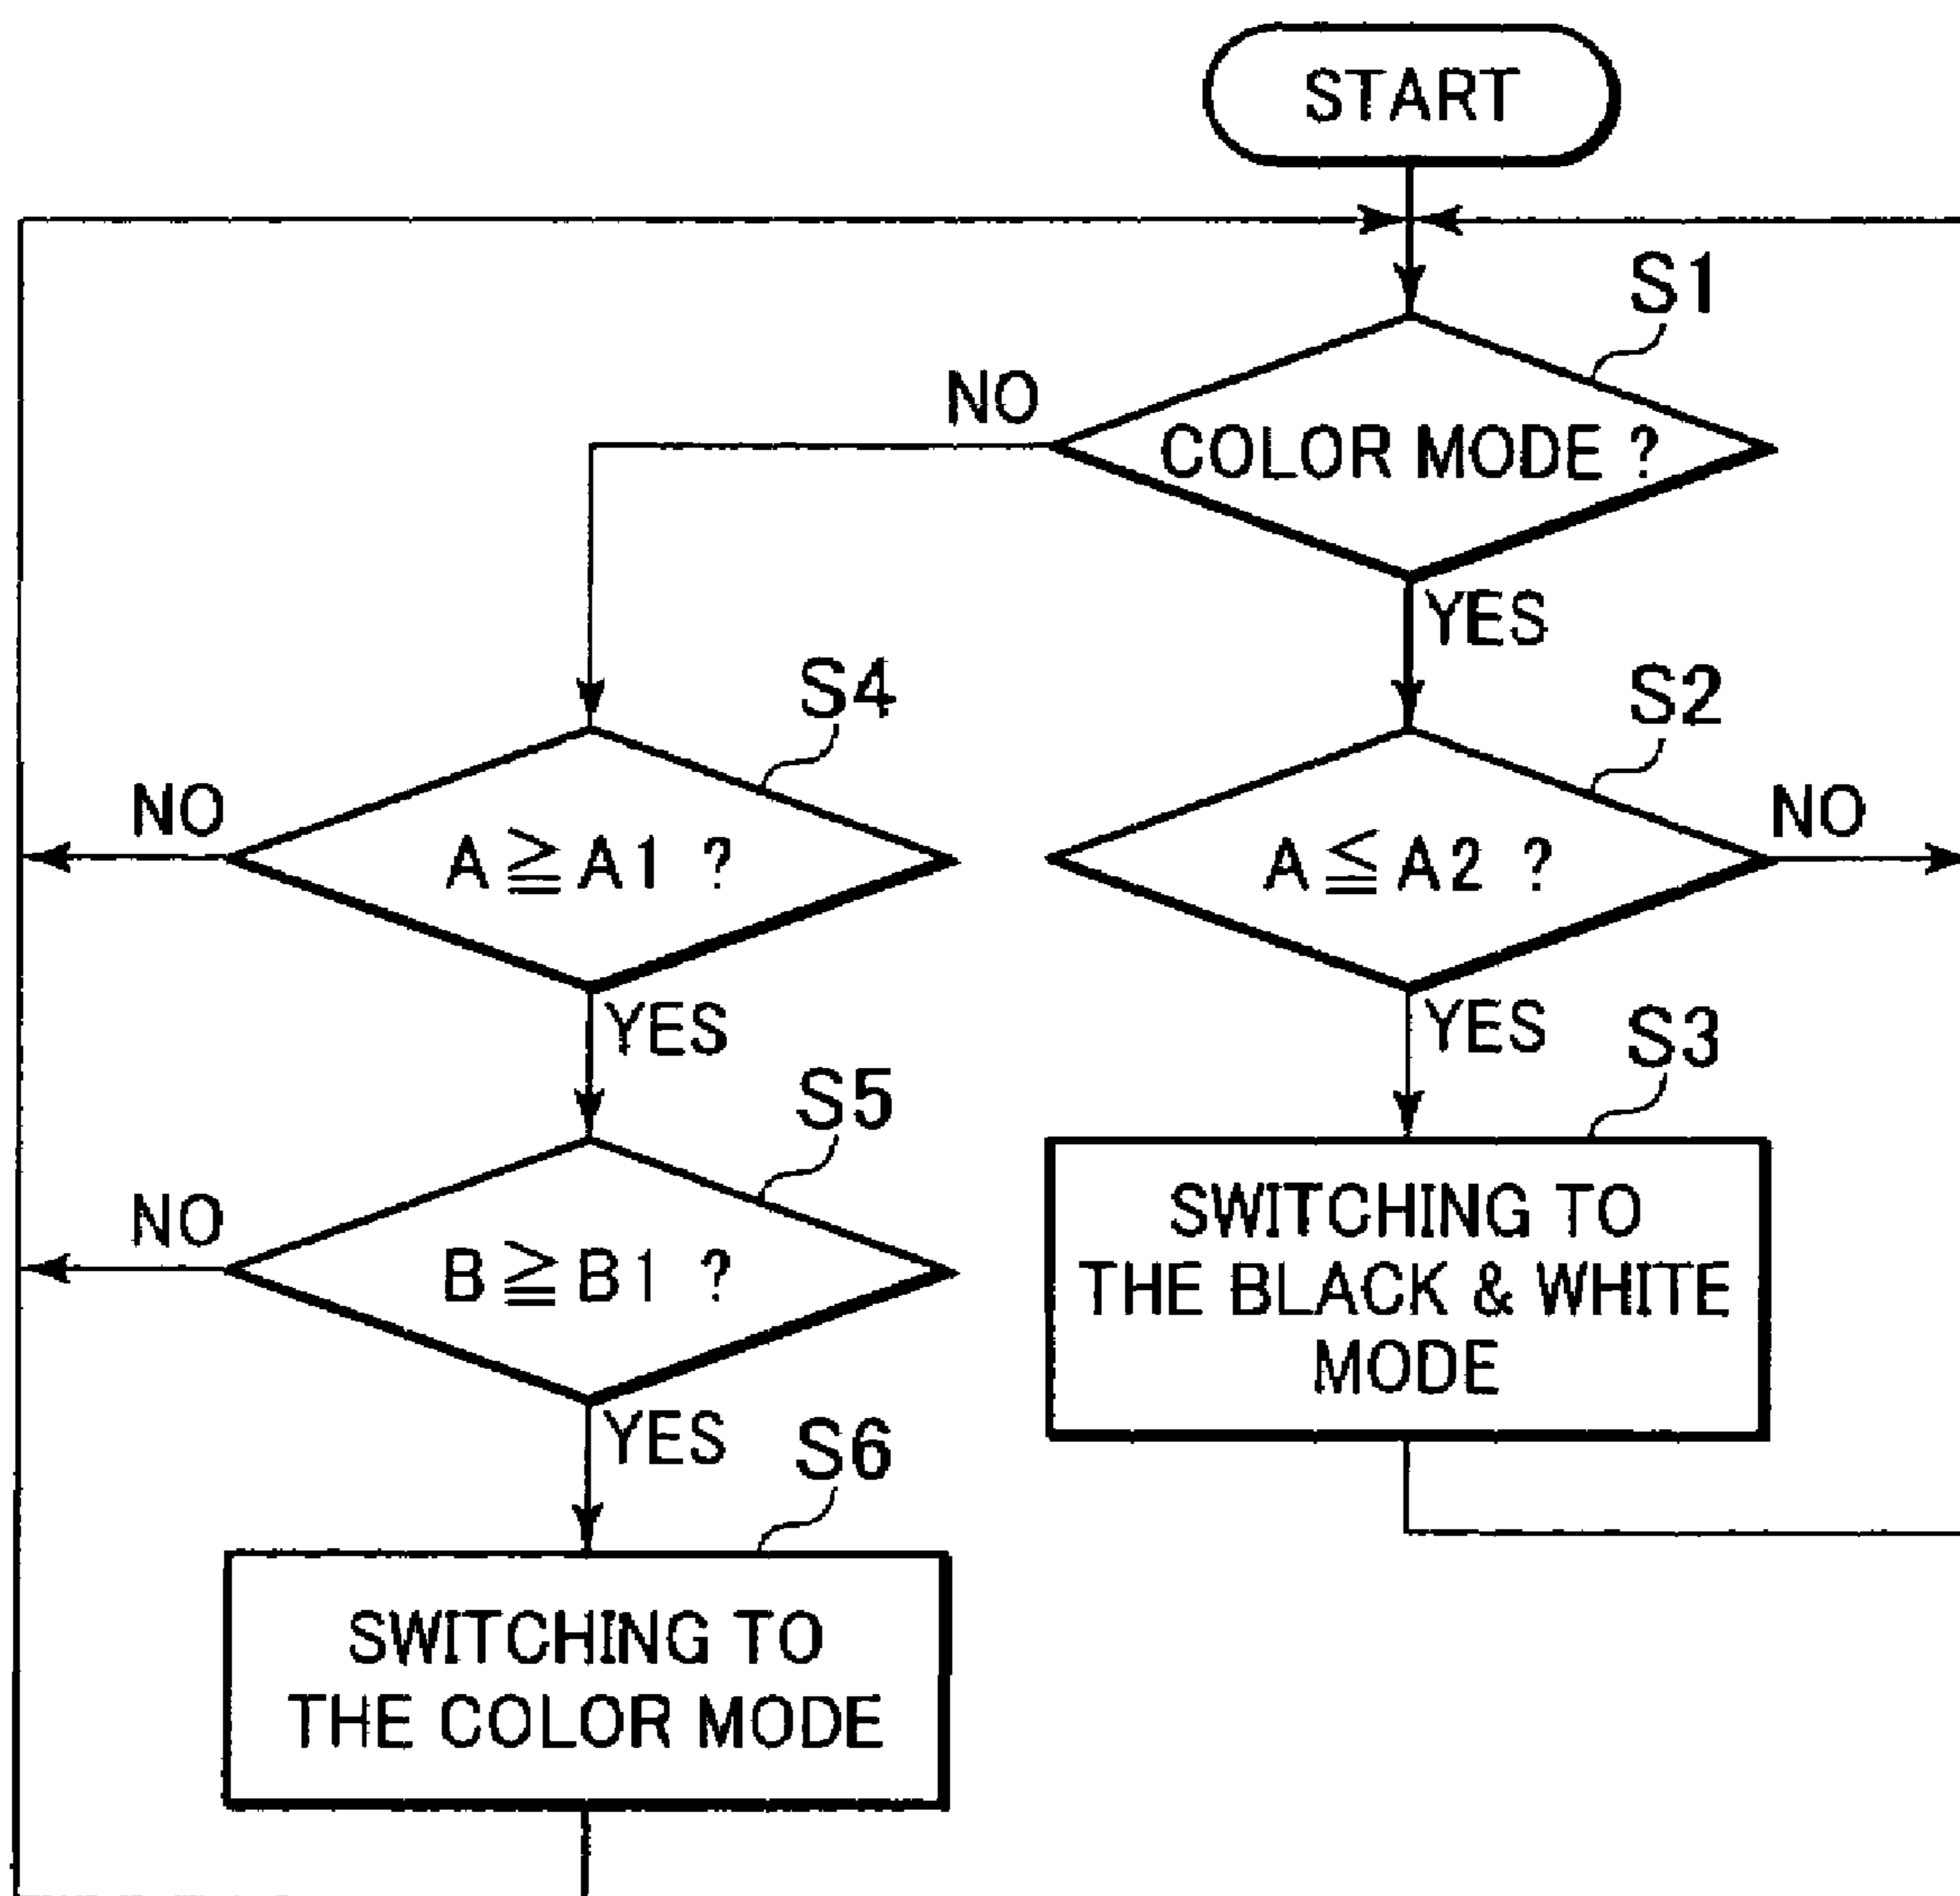 START
S1
NO
COLOR MODE ?
YES
S4
S2
NO
A ≧ A1 ?
A ≦ A2 ?
NO
YES
YES
S3
S5
NO
B ≧ B1 ?
SWITCHING TO
THE BLACK & WHITE
MODE
YES
S6
SWITCHING TO
THE COLOR MODE